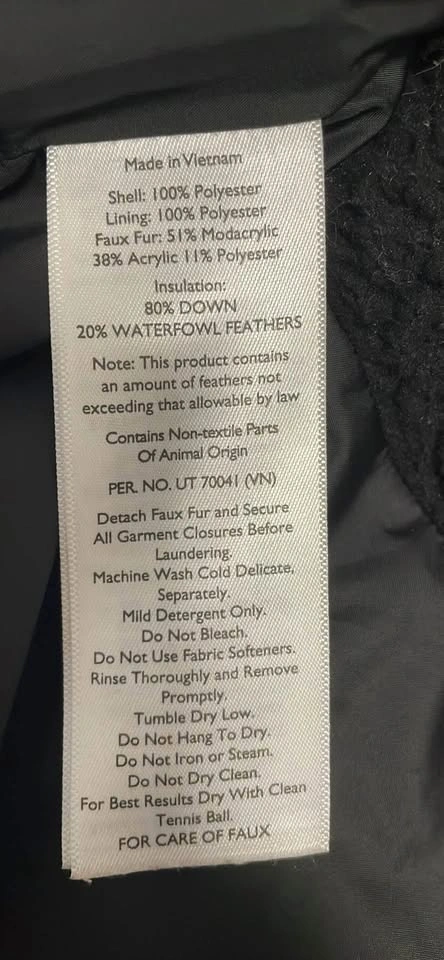 Made in Vietnam
Shell: 100% Polyester
Lining: 100% Polyester
Faux Fur: 51% Modacrylic
38% Acrylic 11% Polyester
Insulation:
80% DOWN
20% WATERFOWL FEATHERS
Note: This product contains
an amount of feathers not
exceeding that allowable by law
Contains Non-textile Parts
Of Animal Origin
PER. NO. UT 70041 (VN)
Detach Faux Fur and Secure
All Garment Closures Before
Laundering.
Machine Wash Cold Delicate,
Separately.
Mild Detergent Only.
Do Not Bleach.
Do Not Use Fabric Softeners.
Rinse Thoroughly and Remove
Promptly.
Tumble Dry Low.
Do Not Hang To Dry.
Do Not Iron or Steam.
Do Not Dry Clean.
For Best Results Dry With Clean
Tennis Ball.
FOR CARE OF FAUX